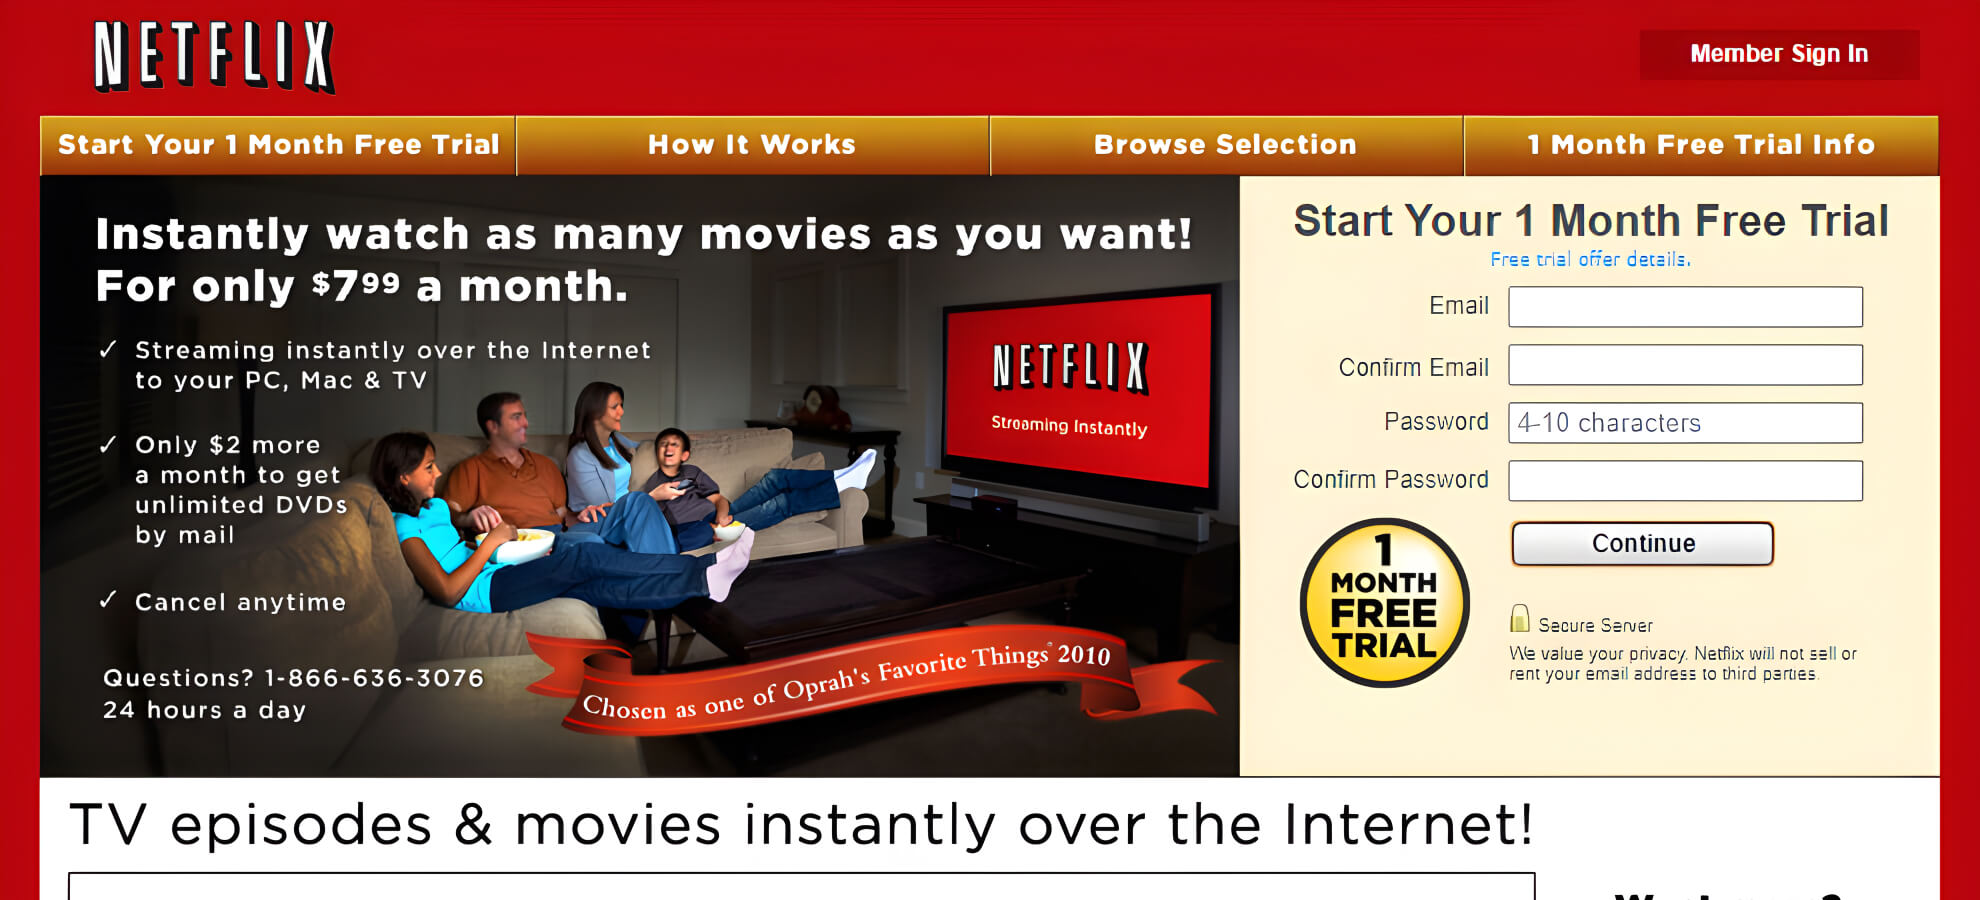 NETFLIX
Member Sign In
Start Your 1 Month Free Trial
How It Works
Browse Selection
1 Month Free Trial Info
Instantly watch as many movies as you want!
For only $7.99 a month.
✓ Streaming instantly over the Internet
to your PC, Mac & TV
✓ Only $2 more
a month to get
unlimited DVDs
by mail
✓ Cancel anytime
Questions? 1-866-636-3076
24 hours a day
NETFLIX
Streaming Instantly
Chosen as one of Oprah's Favorite Things® 2010
Start Your 1 Month Free Trial
Free trial offer details.
Email
Confirm Email
Password
4-10 characters
Confirm Password
Continue
1
MONTH
FREE
TRIAL
Secure Server
We value your privacy. Netflix will not sell or
rent your email address to third parties.
TV episodes & movies instantly over the Internet!